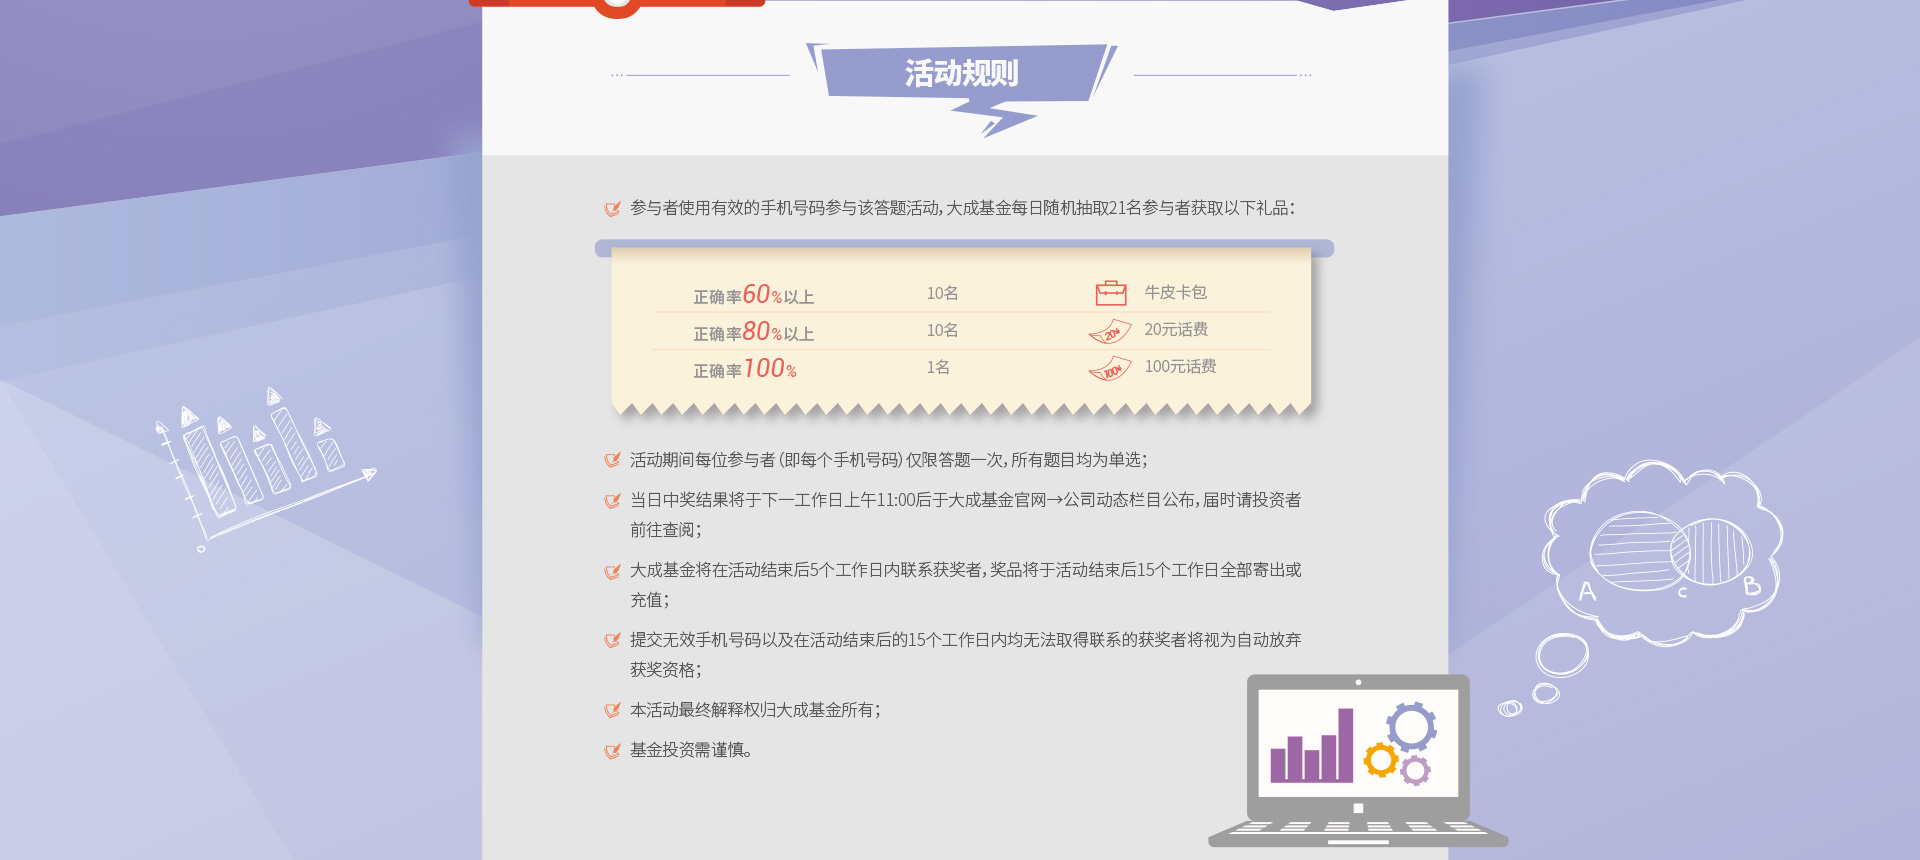 活动规则
参与者使用有效的手机号码参与该答题活动，大成基金每日随机抽取21名参与者获取以下礼品：
正确率60%以上 10名 牛皮卡包
正确率80%以上 10名 20元话费
正确率100% 1名 100元话费
活动期间每位参与者（即每个手机号码）仅限答题一次，所有题目均为单选；
当日中奖结果将于下一工作日上午11:00后于大成基金官网→公司动态栏目公布，届时请投资者
前往查阅；
大成基金将在活动结束后5个工作日内联系获奖者，奖品将于活动结束后15个工作日全部寄出或
充值；
提交无效手机号码以及在活动结束后的15个工作日内均无法取得联系的获奖者将视为自动放弃
获奖资格；
本活动最终解释权归大成基金所有；
基金投资需谨慎。
A C B